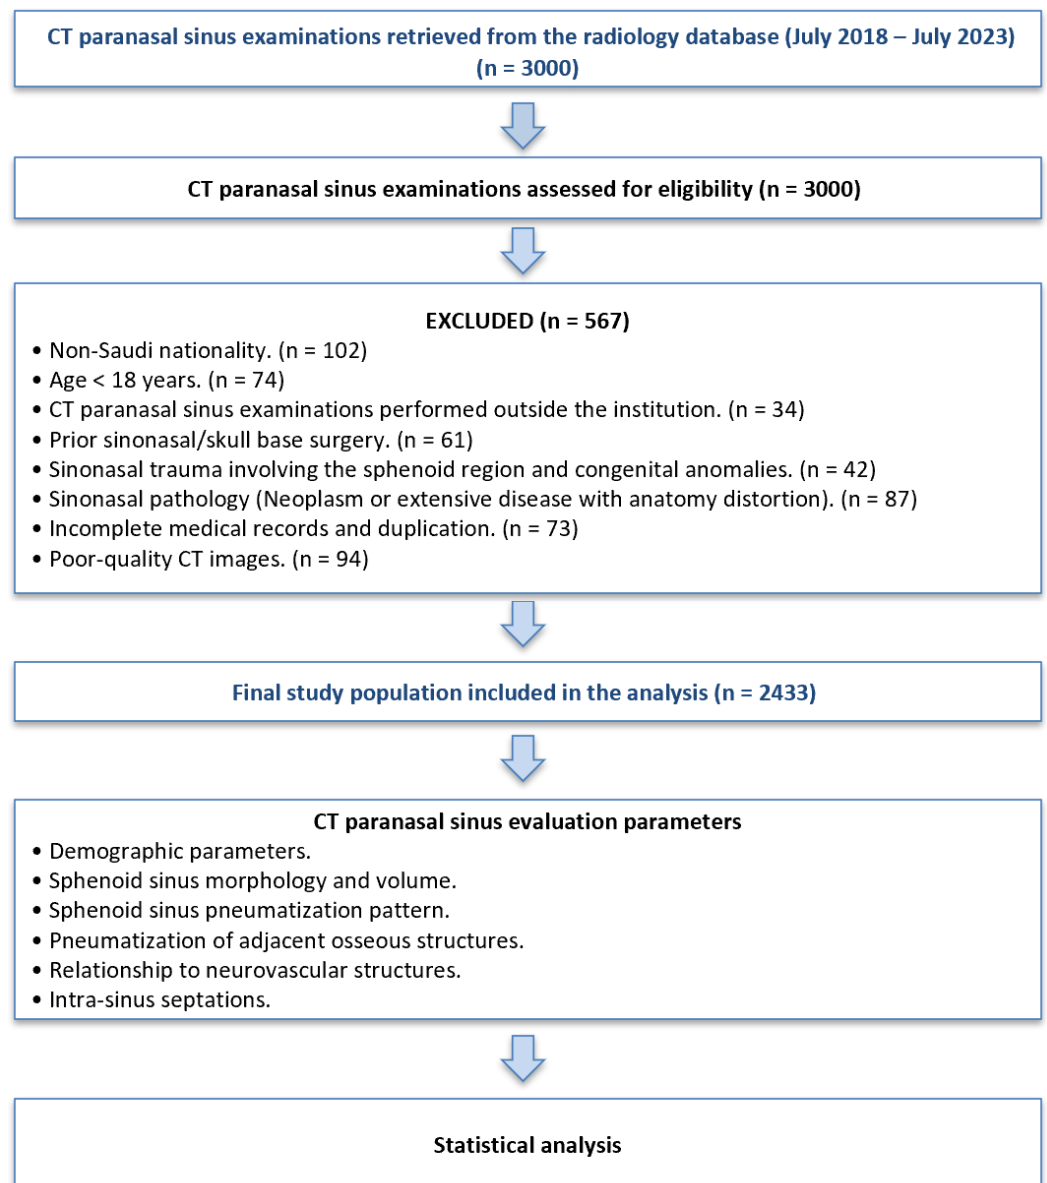 CT paranasal sinus examinations retrieved from the radiology database (July 2018 – July 2023)
(n = 3000)
CT paranasal sinus examinations assessed for eligibility (n = 3000)
EXCLUDED (n = 567)
• Non-Saudi nationality. (n = 102)
• Age < 18 years. (n = 74)
• CT paranasal sinus examinations performed outside the institution. (n = 34)
• Prior sinonasal/skull base surgery. (n = 61)
• Sinonasal trauma involving the sphenoid region and congenital anomalies. (n = 42)
• Sinonasal pathology (Neoplasm or extensive disease with anatomy distortion). (n = 87)
• Incomplete medical records and duplication. (n = 73)
• Poor-quality CT images. (n = 94)
Final study population included in the analysis (n = 2433)
CT paranasal sinus evaluation parameters
• Demographic parameters.
• Sphenoid sinus morphology and volume.
• Sphenoid sinus pneumatization pattern.
• Pneumatization of adjacent osseous structures.
• Relationship to neurovascular structures.
• Intra-sinus septations.
Statistical analysis